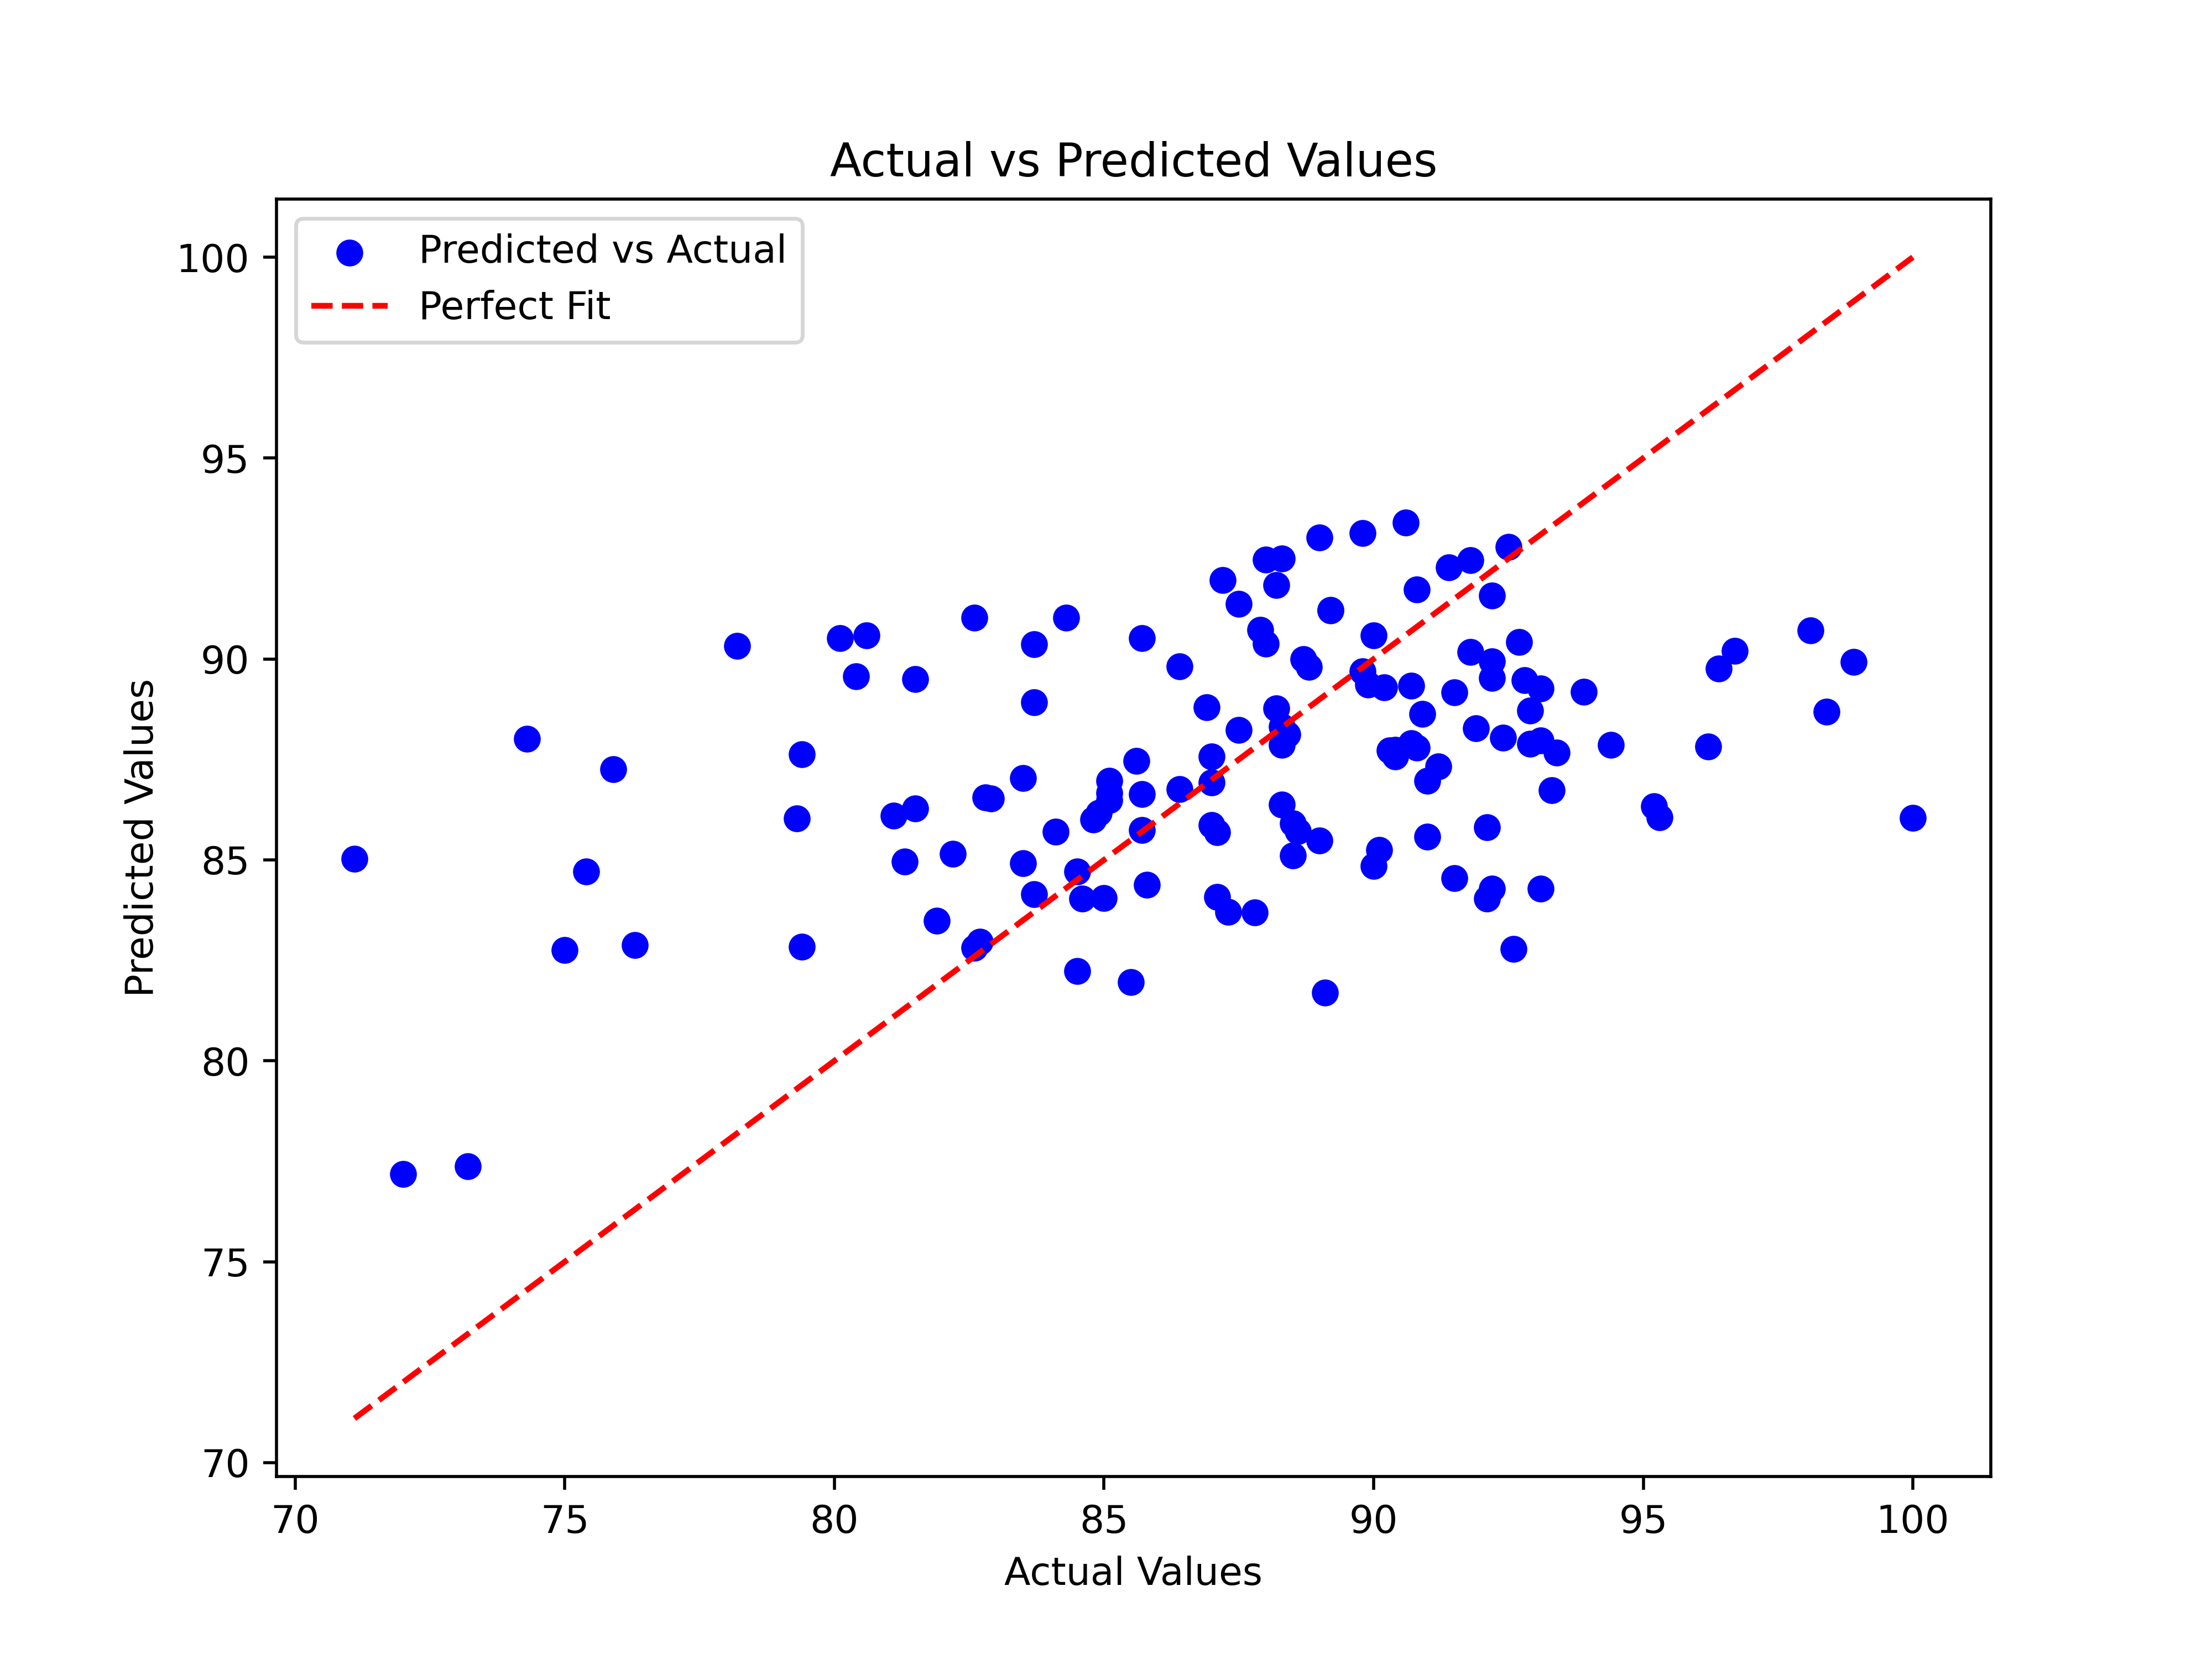 Actual vs Predicted Values
Predicted vs Actual
Perfect Fit
100
95
90
85
80
75
70
Predicted Values
70 75 80 85 90 95 100
Actual Values